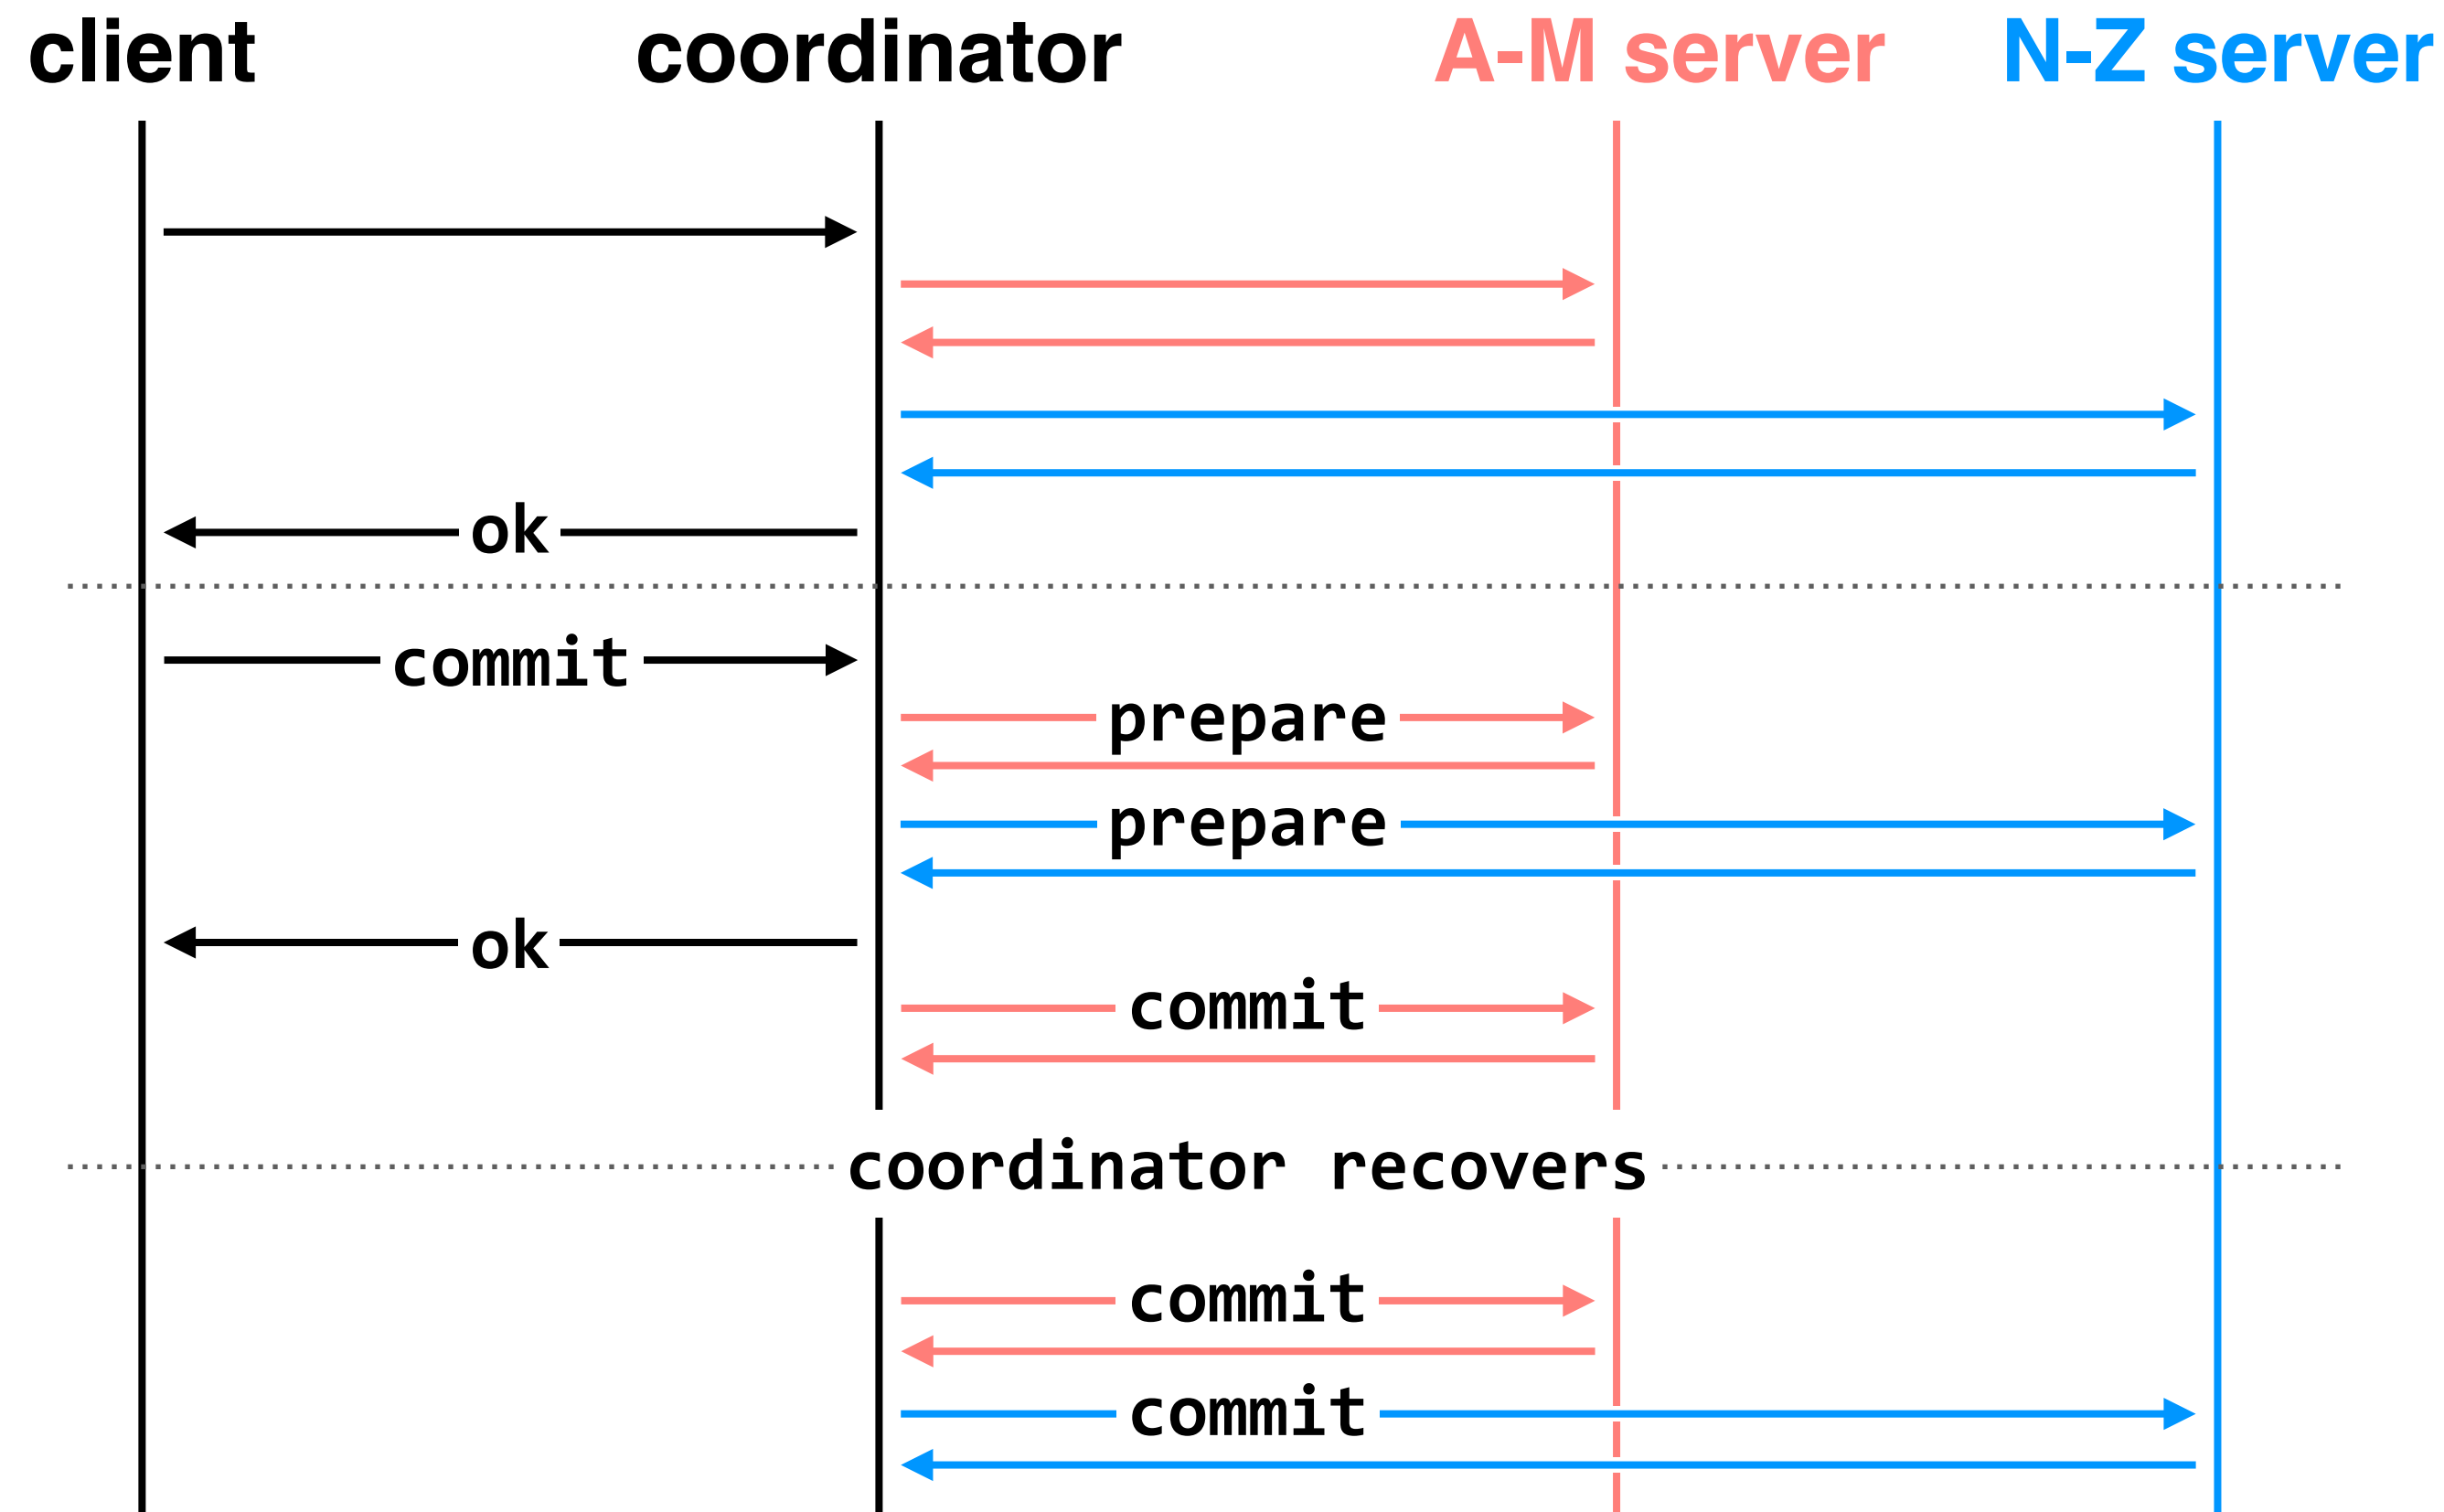 client coordinator A-M server N-Z server
ok
commit
prepare
prepare
ok
commit
coordinator recovers
commit
commit